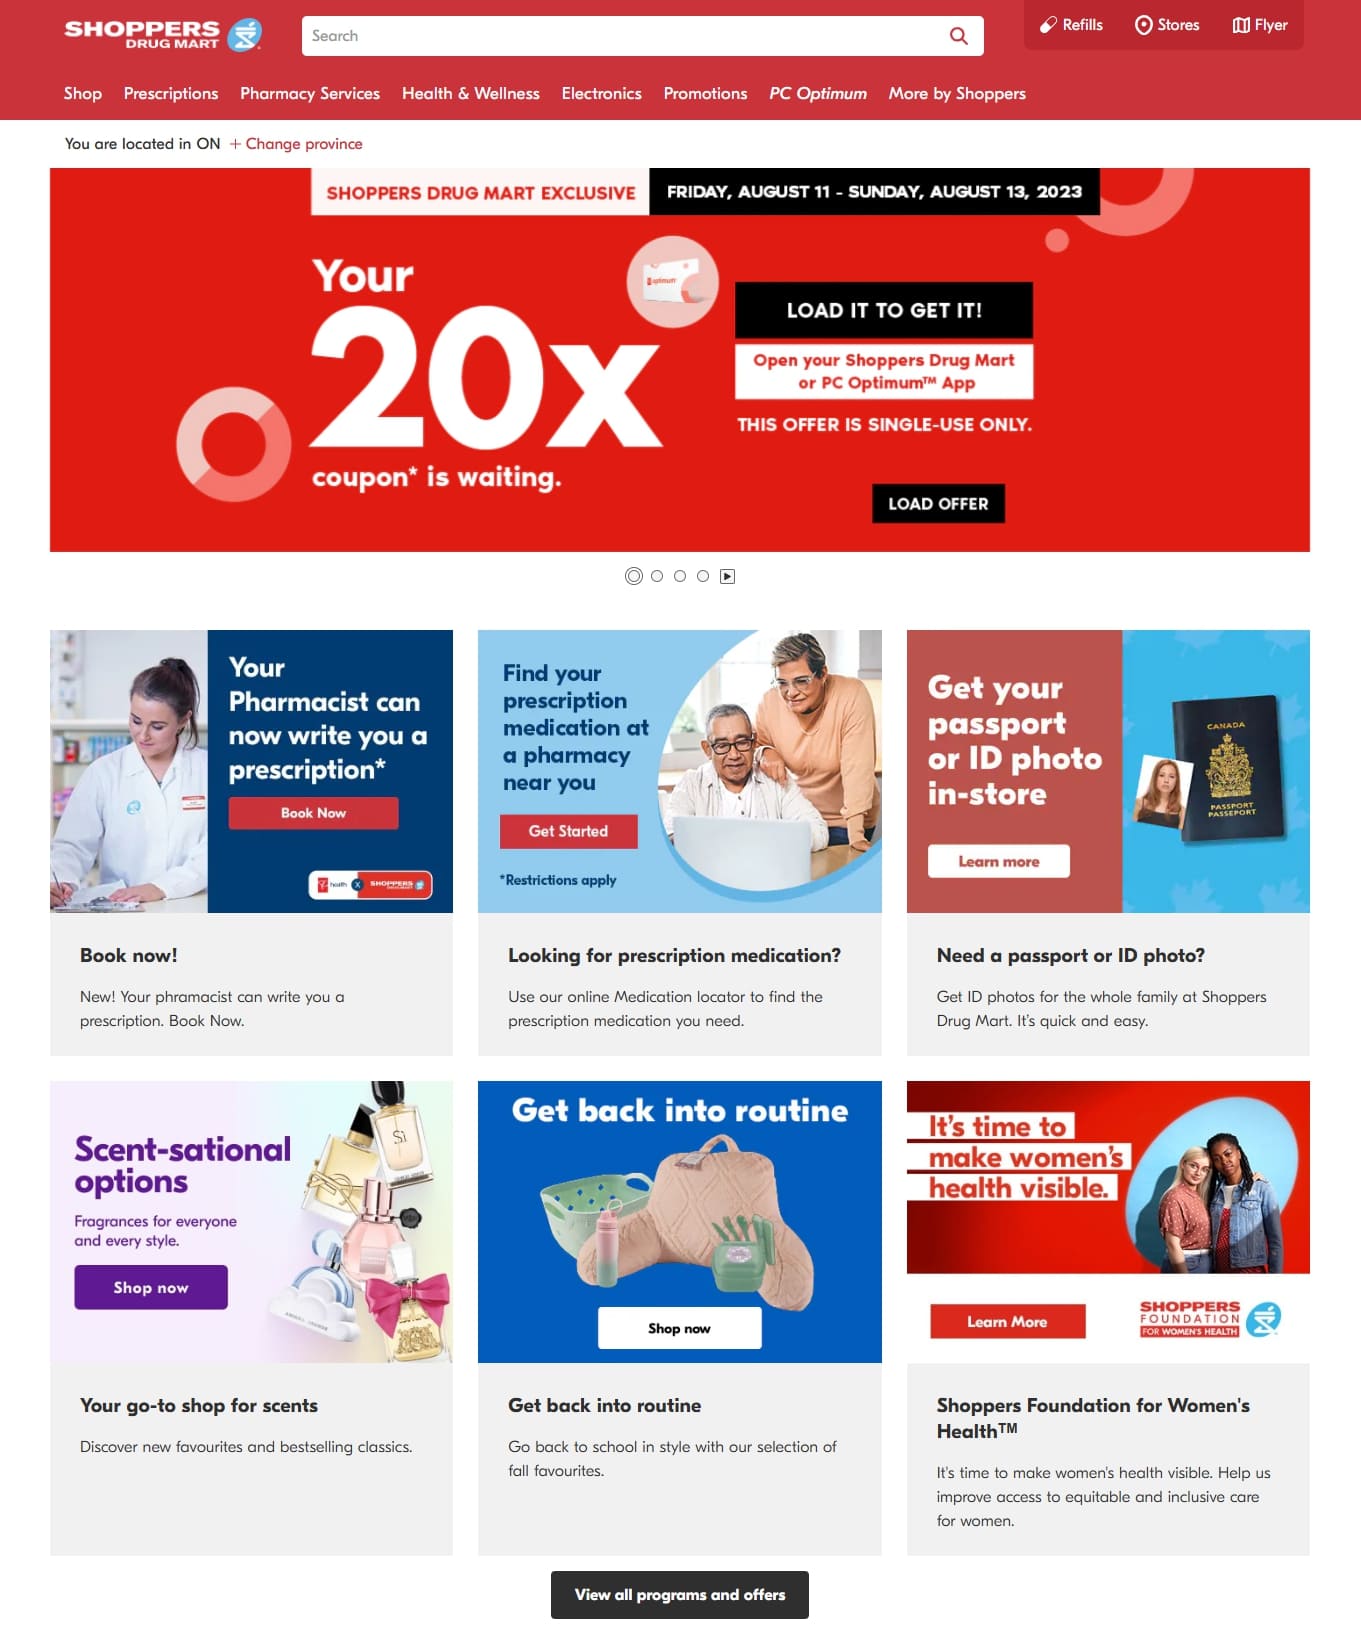 SHOPPERS
DRUG MART
Search
Refills
Stores
Flyer
Shop Prescriptions Pharmacy Services Health & Wellness Electronics Promotions PC Optimum More by Shoppers
You are located in ON + Change province
SHOPPERS DRUG MART EXCLUSIVE
FRIDAY, AUGUST 11 - SUNDAY, AUGUST 13, 2023
Your
20x
coupon* is waiting.
optimum
LOAD IT TO GET IT!
Open your Shoppers Drug Mart
or PC Optimum™ App
THIS OFFER IS SINGLE-USE ONLY.
LOAD OFFER
Your
Pharmacist can
now write you a
prescription*
Book Now
health X SHOPPERS
DRUG MART
Book now!
New! Your phramacist can write you a
prescription. Book Now.
Find your
prescription
medication at
a pharmacy
near you
Get Started
*Restrictions apply
Looking for prescription medication?
Use our online Medication locator to find the
prescription medication you need.
Get your
passport
or ID photo
in-store
Learn more
CANADA
PASSPORT
PASSEPORT
Need a passport or ID photo?
Get ID photos for the whole family at Shoppers
Drug Mart. It's quick and easy.
Scent-sational
options
Fragrances for everyone
and every style.
Shop now
Sì
Your go-to shop for scents
Discover new favourites and bestselling classics.
Get back into routine
Shop now
Get back into routine
Go back to school in style with our selection of
fall favourites.
It's time to
make women's
health visible.
Learn More
SHOPPERS
FOUNDATION
FOR WOMEN'S HEALTH
Shoppers Foundation for Women's
Health™
It's time to make women's health visible. Help us
improve access to equitable and inclusive care
for women.
View all programs and offers